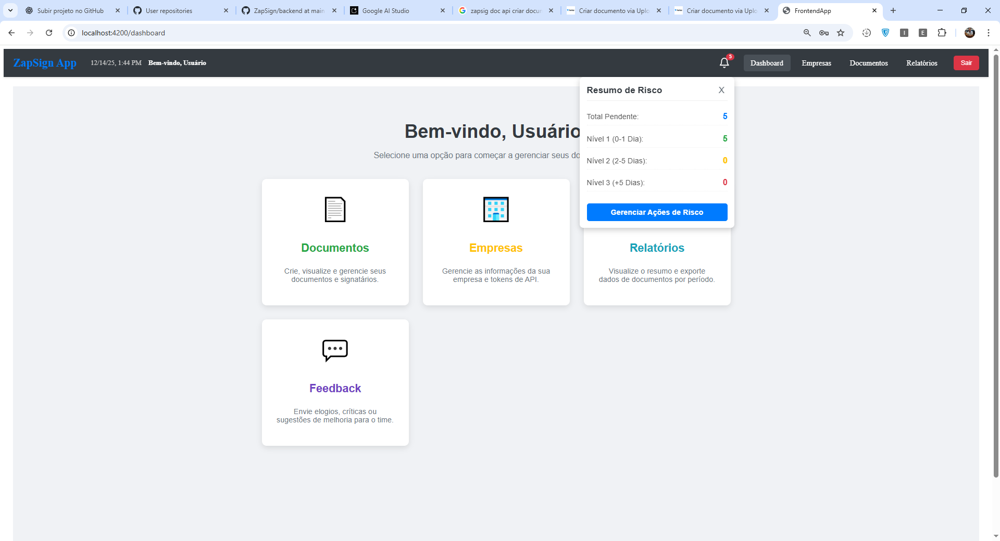 Subir projeto no GitHub
User repositories
ZapSign/backend at main
Google AI Studio
zapsig doc api criar docun
Criar documento via Uplo
Criar documento via Uplo
FrontendApp
localhost:4200/dashboard
I
E
ZapSign App
12/14/25, 1:44 PM
Bem-vindo, Usuário
5
Dashboard
Empresas
Documentos
Relatórios
Sair
Resumo de Risco
X
Total Pendente:
5
Nível 1 (0-1 Dia):
5
Nível 2 (2-5 Dias):
0
Nível 3 (+5 Dias):
0
Gerenciar Ações de Risco
Bem-vindo, Usuário
Selecione uma opção para começar a gerenciar seus do
Documentos
Crie, visualize e gerencie seus
documentos e signatários.
Empresas
Gerencie as informações da sua
empresa e tokens de API.
Relatórios
Visualize o resumo e exporte
dados de documentos por período.
Feedback
Envie elogios, críticas ou
sugestões de melhoria para o time.